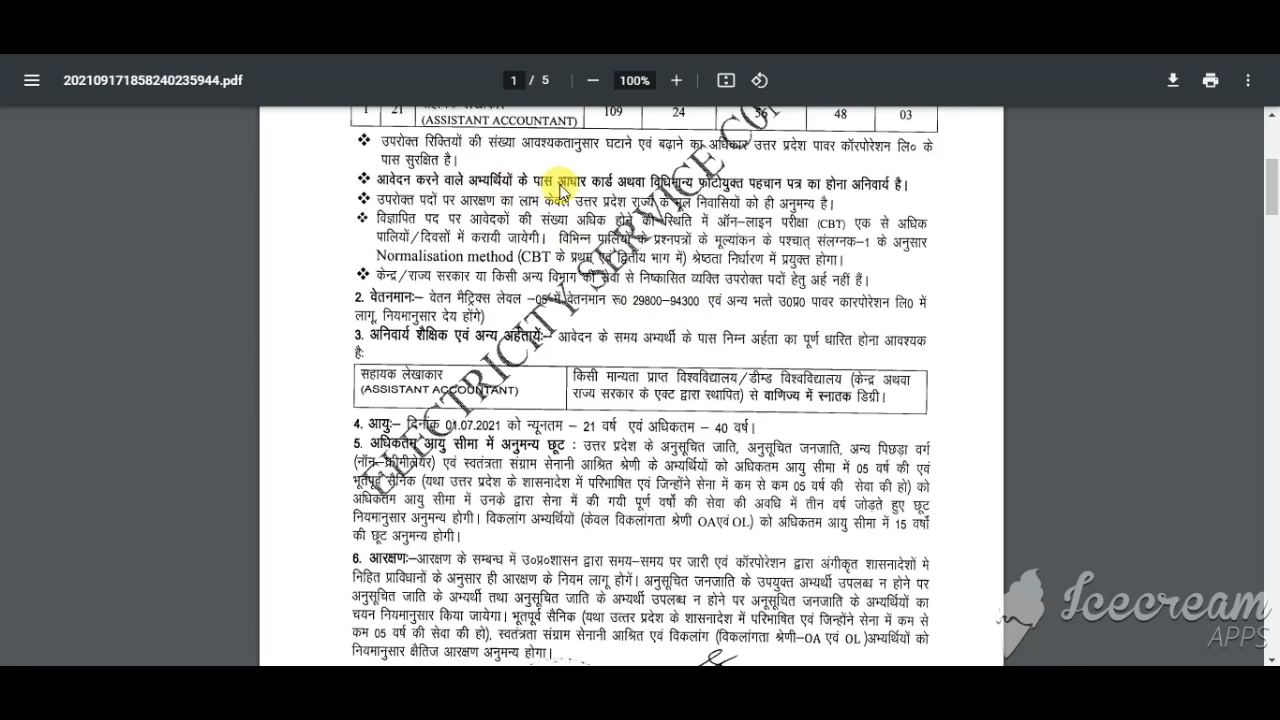 202109171858240235944.pdf
1 / 5
100%
1 21 109 24 56 48 03
(ASSISTANT ACCOUNTANT)
❖ उपरोक्त रिक्तियों की संख्या आवश्यकतानुसार घटाने एवं बढ़ाने का अधिकार उत्तर प्रदेश पावर कॉरपोरेशन लि० के
पास सुरक्षित है।
❖ आवेदन करने वाले अभ्यर्थियों के पास आधार कार्ड अथवा विधिमान्य फोटोयुक्त पहचान पत्र का होना अनिवार्य है।
❖ उपरोक्त पदों पर आरक्षण का लाभ केवल उत्तर प्रदेश राज्य के मूल निवासियों को ही अनुमन्य है।
❖ विज्ञापित पद पर आवेदकों की संख्या अधिक होने की स्थिति में ऑन–लाइन परीक्षा (CBT) एक से अधिक
पालियों/दिवसों में करायी जायेगी। विभिन्न पालियों के प्रश्नपत्रों के मूल्यांकन के पश्चात् संलग्नक–1 के अनुसार
Normalisation method (CBT के प्रथम एवं द्वितीय भाग में) श्रेष्ठता निर्धारण में प्रयुक्त होगा।
❖ केन्द्र/राज्य सरकार या किसी अन्य विभाग की सेवा से निष्कासित व्यक्ति उपरोक्त पदों हेतु अर्ह नहीं हैं।
2. वेतनमानः– वेतन मैट्रिक्स लेवल –05 में वेतनमान रू0 29800–94300 एवं अन्य भत्ते उ0प्र0 पावर कारपोरेशन लि0 में
लागू, नियमानुसार देय होंगे)
3. अनिवार्य शैक्षिक एवं अन्य अर्हतायेंः– आवेदन के समय अभ्यर्थी के पास निम्न अर्हता का पूर्ण धारित होना आवश्यक
है:
सहायक लेखाकार
(ASSISTANT ACCOUNTANT)
किसी मान्यता प्राप्त विश्वविद्यालय/डीम्ड विश्वविद्यालय (केन्द्र अथवा
राज्य सरकार के एक्ट द्वारा स्थापित) से वाणिज्य में स्नातक डिग्री।
4. आयुः– दिनांक 01.07.2021 को न्यूनतम – 21 वर्ष एवं अधिकतम – 40 वर्ष।
5. अधिकतम आयु सीमा में अनुमन्य छूट : उत्तर प्रदेश के अनुसूचित जाति, अनुसूचित जनजाति, अन्य पिछड़ा वर्ग
(नॉन–क्रीमीलेयर) एवं स्वतंत्रता संग्राम सेनानी आश्रित श्रेणी के अभ्यर्थियों को अधिकतम आयु सीमा में 05 वर्ष की एवं
भूतपूर्व सैनिक (यथा उत्तर प्रदेश के शासनादेश में परिभाषित एवं जिन्होंने सेना में कम से कम 05 वर्ष की सेवा की हो) को
अधिकतम आयु सीमा में उनके द्वारा सेना में की गयी पूर्ण वर्षों की सेवा की अवधि में तीन वर्ष जोड़ते हुए छूट
नियमानुसार अनुमन्य होगी। विकलांग अभ्यर्थियों (केवल विकलांगता श्रेणी OAएवं OL) को अधिकतम आयु सीमा में 15 वर्षो
की छूट अनुमन्य होगी।
6. आरक्षणः–आरक्षण के सम्बन्ध में उ०प्र०शासन द्वारा समय–समय पर जारी एवं कॉरपोरेशन द्वारा अंगीकृत शासनादेशों मे
निहित प्राविधानों के अनुसार ही आरक्षण के नियम लागू होगें। अनुसूचित जनजाति के उपयुक्त अभ्यर्थी उपलब्ध न होने पर
अनुसूचित जाति के अभ्यर्थी तथा अनुसूचित जाति के अभ्यर्थी उपलब्ध न होने पर अनूसूचित जनजाति के अभ्यर्थियों का
चयन नियमानुसार किया जायेगा। भूतपूर्व सैनिक (यथा उत्तर प्रदेश के शासनादेश में परिभाषित एवं जिन्होंने सेना में कम से
कम 05 वर्ष की सेवा की हो), स्वतंत्रता संग्राम सेनानी आश्रित एवं विकलांग (विकलांगता श्रेणी–OA एवं OL )अभ्यर्थियों को
नियमानुसार क्षैतिज आरक्षण अनुमन्य होगा।
ELECTRICITY SERVICE CO
Icecream
APPS